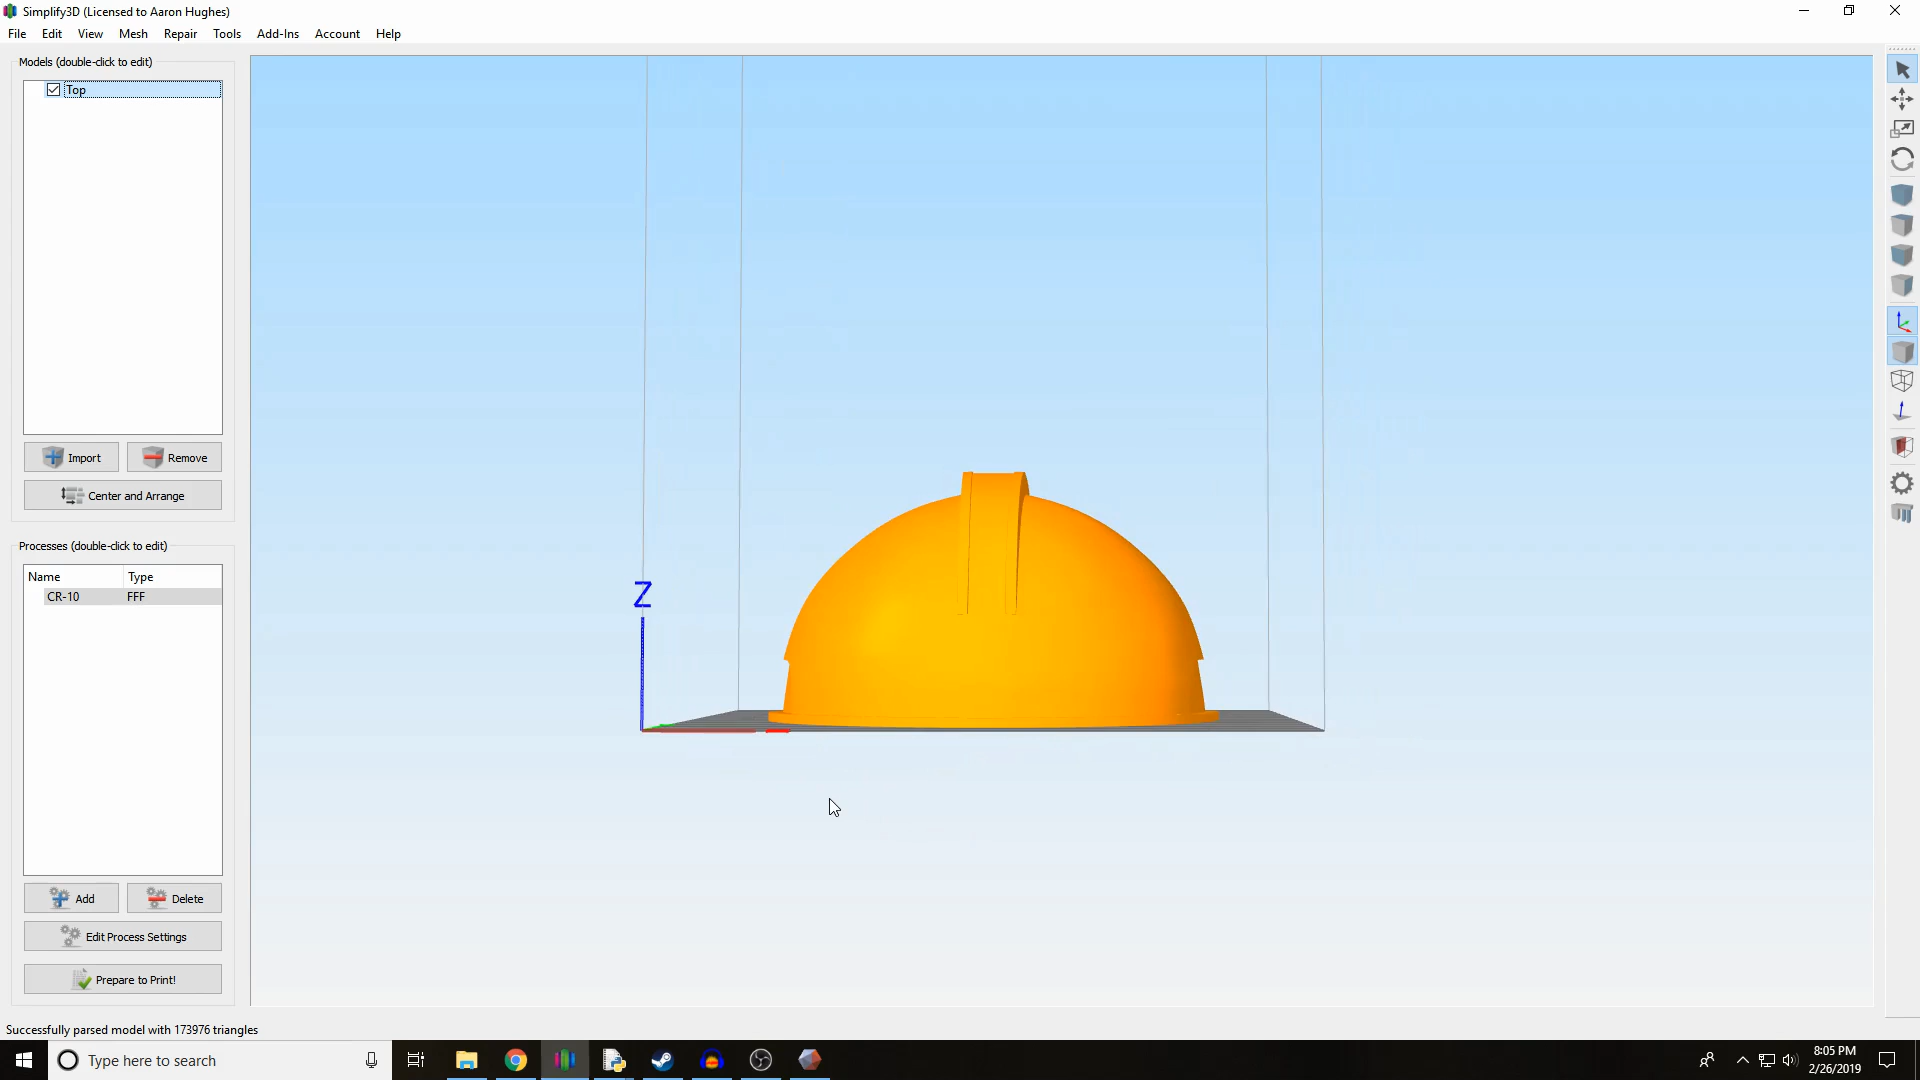 Simplify3D (Licensed to Aaron Hughes)
File Edit View Mesh Repair Tools Add-Ins Account Help
Models (double-click to edit)
Top
Import Remove
Center and Arrange
Processes (double-click to edit)
Name Type
CR-10 FFF
Z
Add Delete
Edit Process Settings
Prepare to Print!
Successfully parsed model with 173976 triangles
Type here to search
8:05 PM
2/26/2019